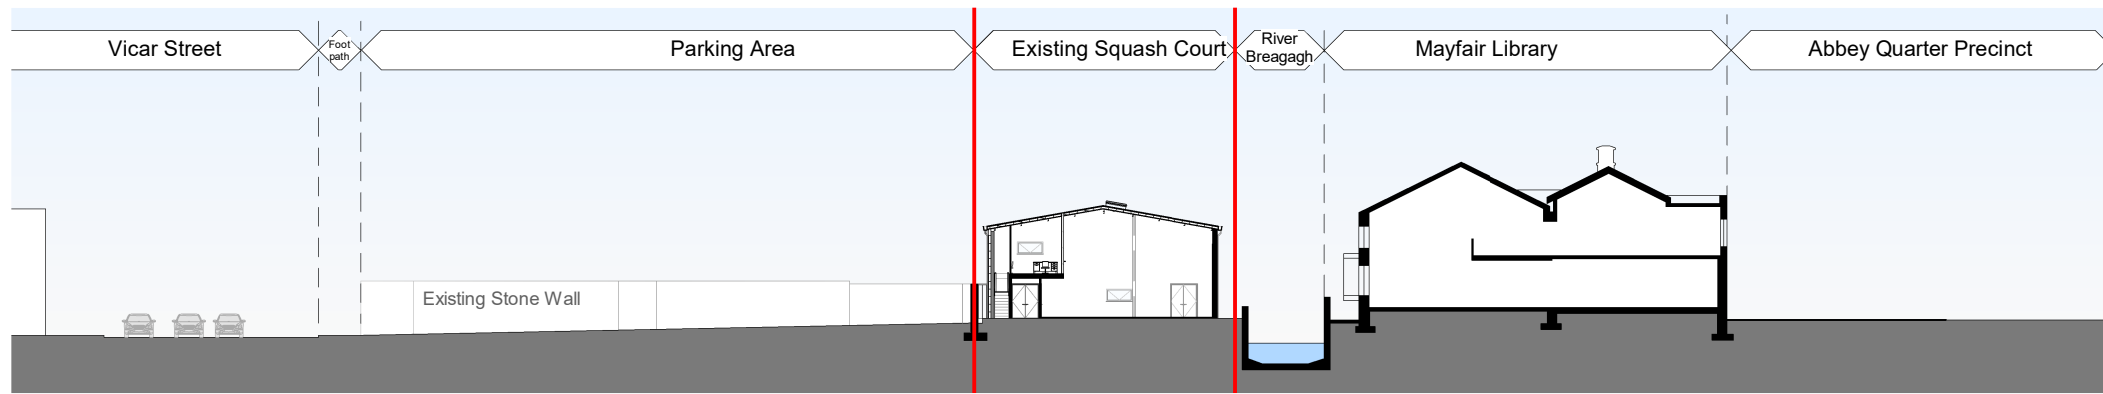 Vicar Street
Foot
path
Parking Area
Existing Squash Court
River
Breagagh
Mayfair Library
Abbey Quarter Precinct
Existing Stone Wall